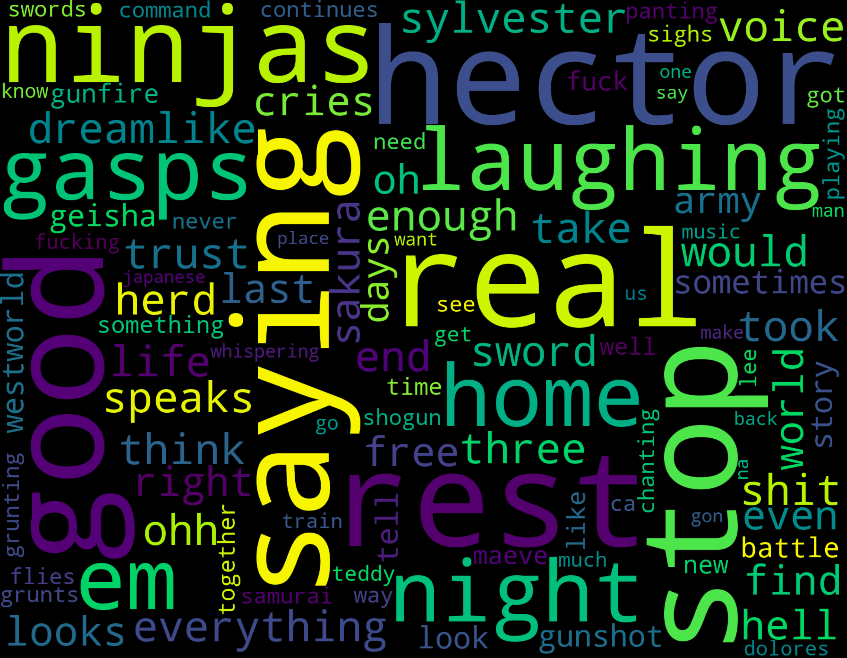 swords command continues
ninjas
hector
sylvester
panting
sighs
voice
know
gunfire
cries
fuck
one
say
got
dreamlike
gasps
saying
need
laughing
playing
oh
geisha
never
fucking
trust
place
sakura
enough
days
want
take
army
man
music
would
us
sometimes
good
japanese
westworld
herd
last
real
see
get
something
life
whispering
end
sword
well
make
took
speaks
time
home
stop
lee
world
story
go
shogun
chanting
back
think
free
three
right
rest
na
grunting
ohh
train
tell
like
ca
gon
shit
even
together
maeve
much
battle
flies
em
teddy
night
new
find
grunts
samurai
way
looks
everything
look
gunshot
hell
dolores